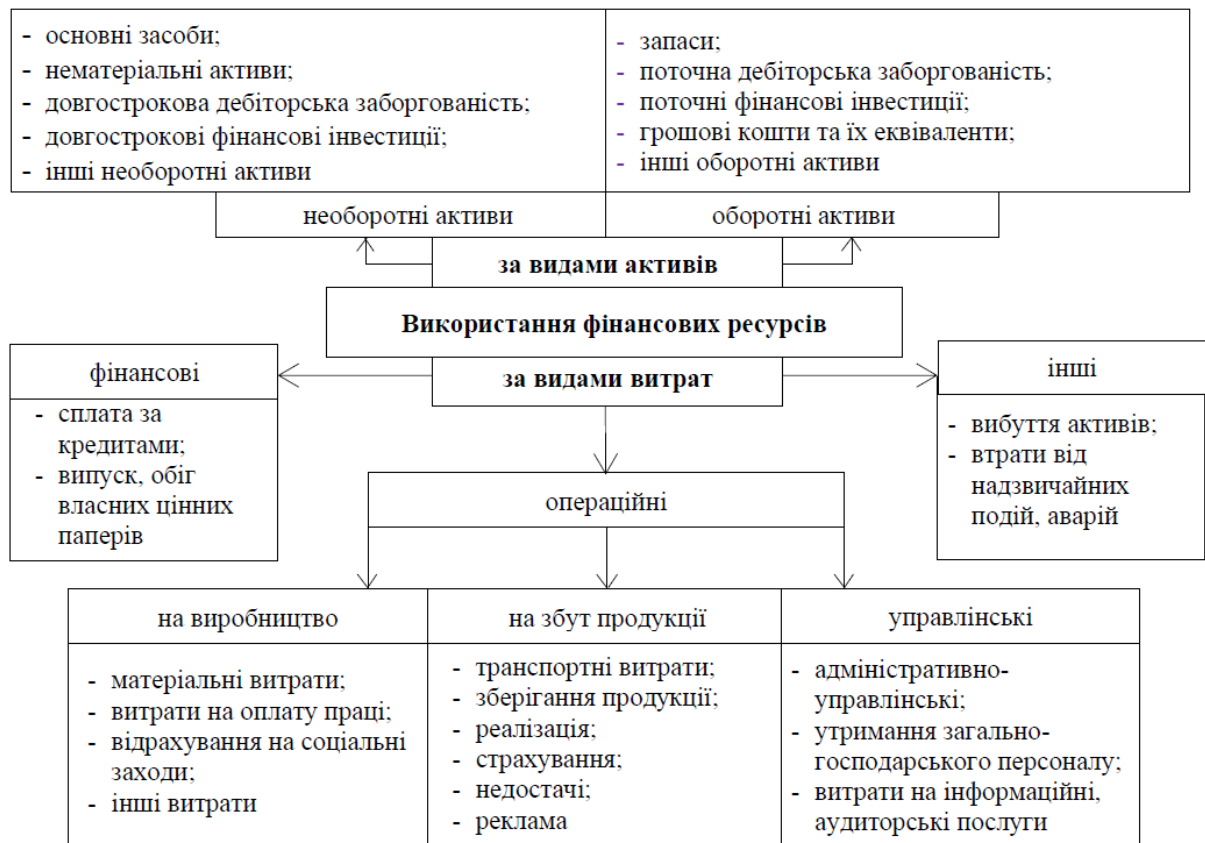 - основні засоби;
- нематеріальні активи;
- довгострокова дебіторська заборгованість;
- довгострокові фінансові інвестиції;
- інші необоротні активи
- запаси;
- поточна дебіторська заборгованість;
- поточні фінансові інвестиції;
- грошові кошти та їх еквіваленти;
- інші оборотні активи
необоротні активи
оборотні активи
за видами активів
Використання фінансових ресурсів
за видами витрат
фінансові
- сплата за
кредитами;
- випуск, обіг
власних цінних
паперів
інші
- вибуття активів;
- втрати від
надзвичайних
подій, аварій
операційні
на виробництво
- матеріальні витрати;
- витрати на оплату праці;
- відрахування на соціальні
заходи;
- інші витрати
на збут продукції
- транспортні витрати;
- зберігання продукції;
- реалізація;
- страхування;
- недостачі;
- реклама
управлінські
- адміністративно-
управлінські;
- утримання загально-
господарського персоналу;
- витрати на інформаційні,
аудиторські послуги